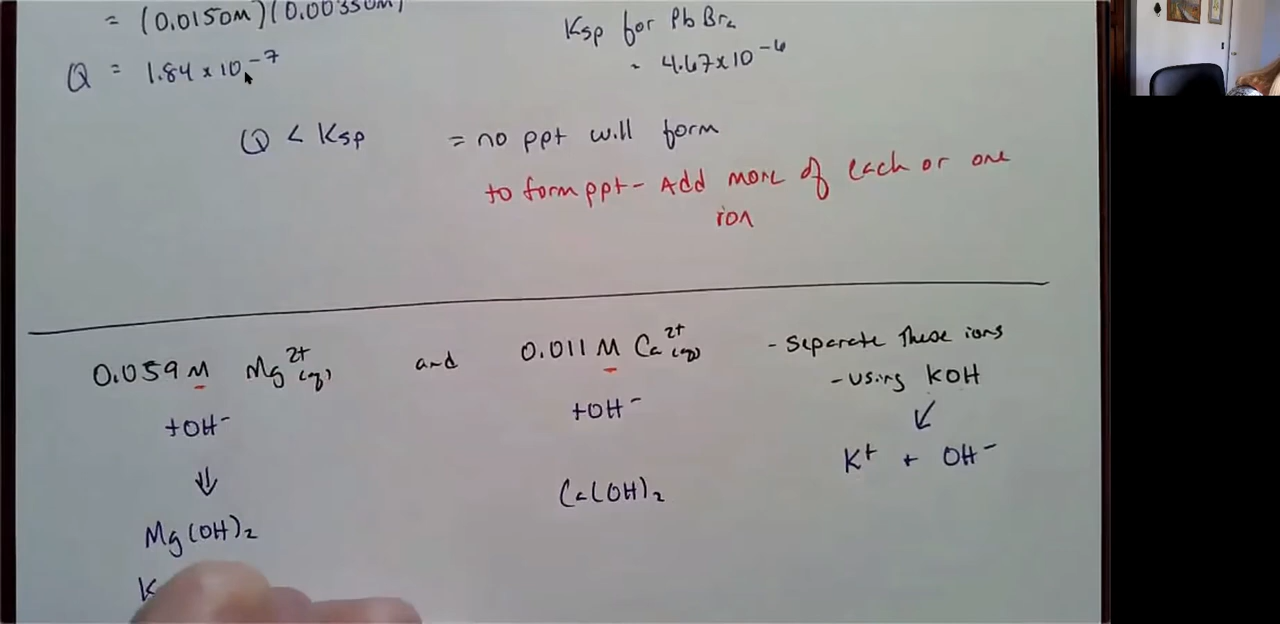 = (0.0150M)(0.00350M)
Q = 1.84 x 10⁻⁷
Ksp for PbBr₂
= 4.67x10⁻⁶
Q < Ksp = no ppt will form
to form ppt - Add more of each or one
ion
0.059 M Mg²⁺(aq) and 0.011 M Ca²⁺(aq)
- Separate these ions
- using KOH
+OH⁻
+OH⁻
↙
K⁺ + OH⁻
⇓
Ca(OH)₂
Mg(OH)₂
K